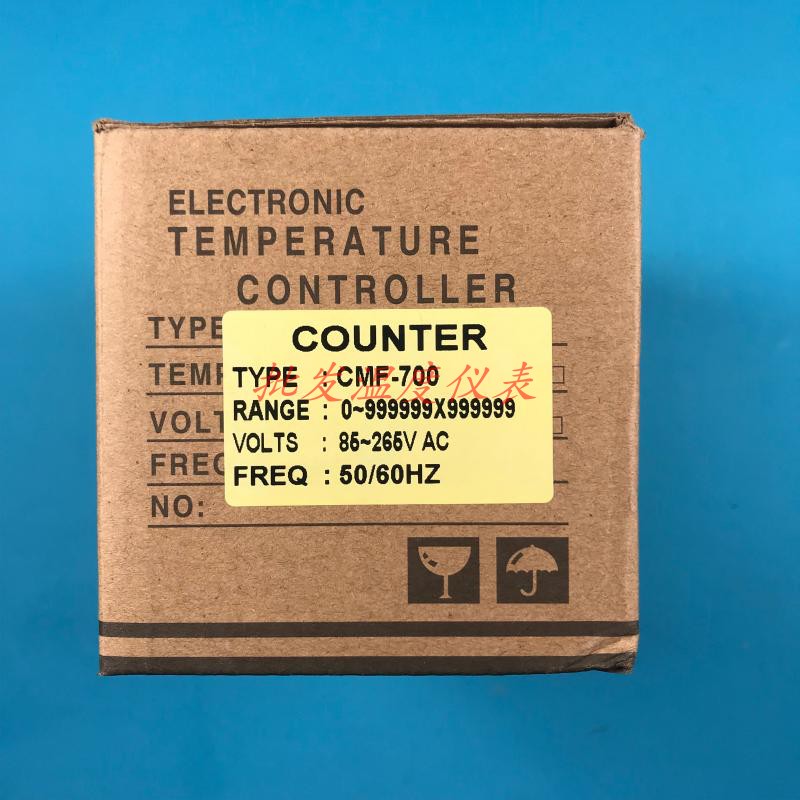 ELECTRONIC
TEMPERATURE
CONTROLLER
TYPE
COUNTER
TEMP
TYPE : CMF-700
批发温度仪表
VOLT
RANGE : 0~999999X999999
VOLTS : 85~265V AC
FREQ
FREQ : 50/60HZ
NO: